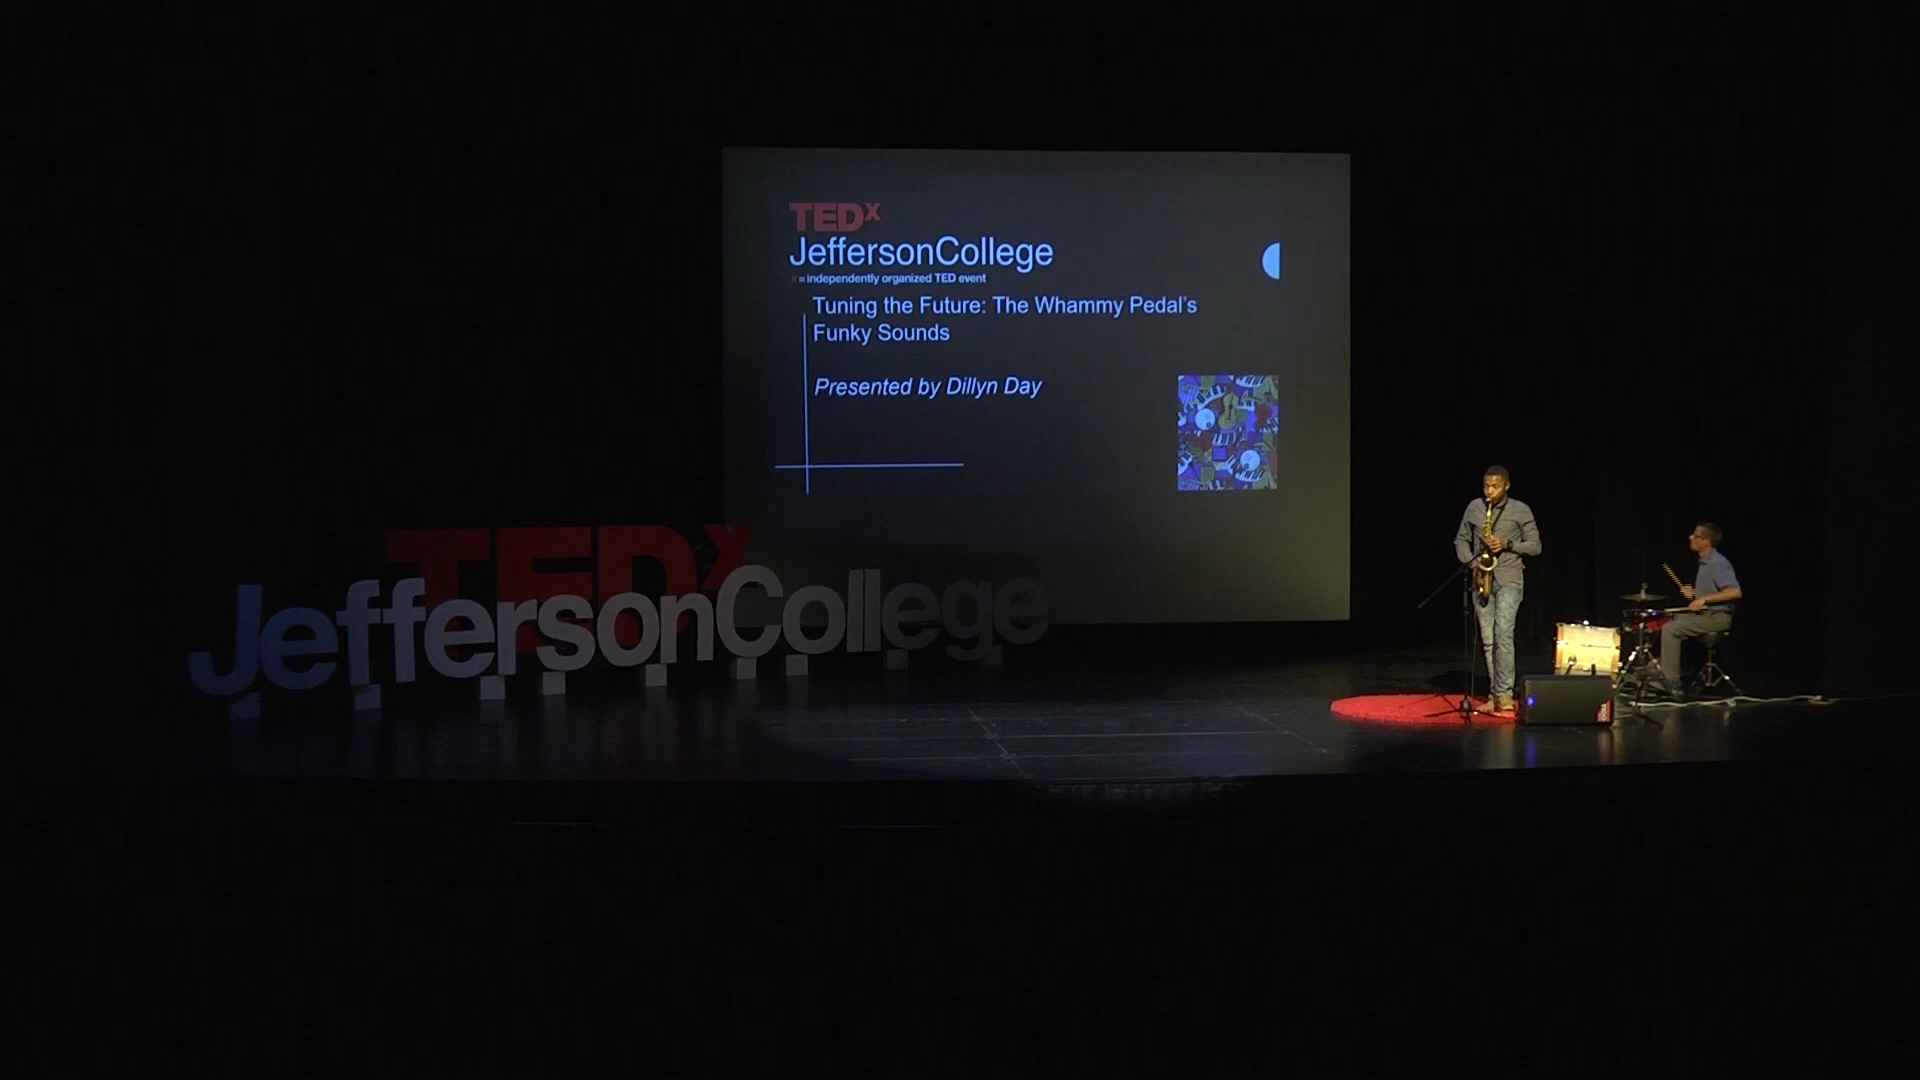 TEDx
JeffersonCollege
x = independently organized TED event
Tuning the Future: The Whammy Pedal's
Funky Sounds
Presented by Dillyn Day
TEDx
JeffersonCollege